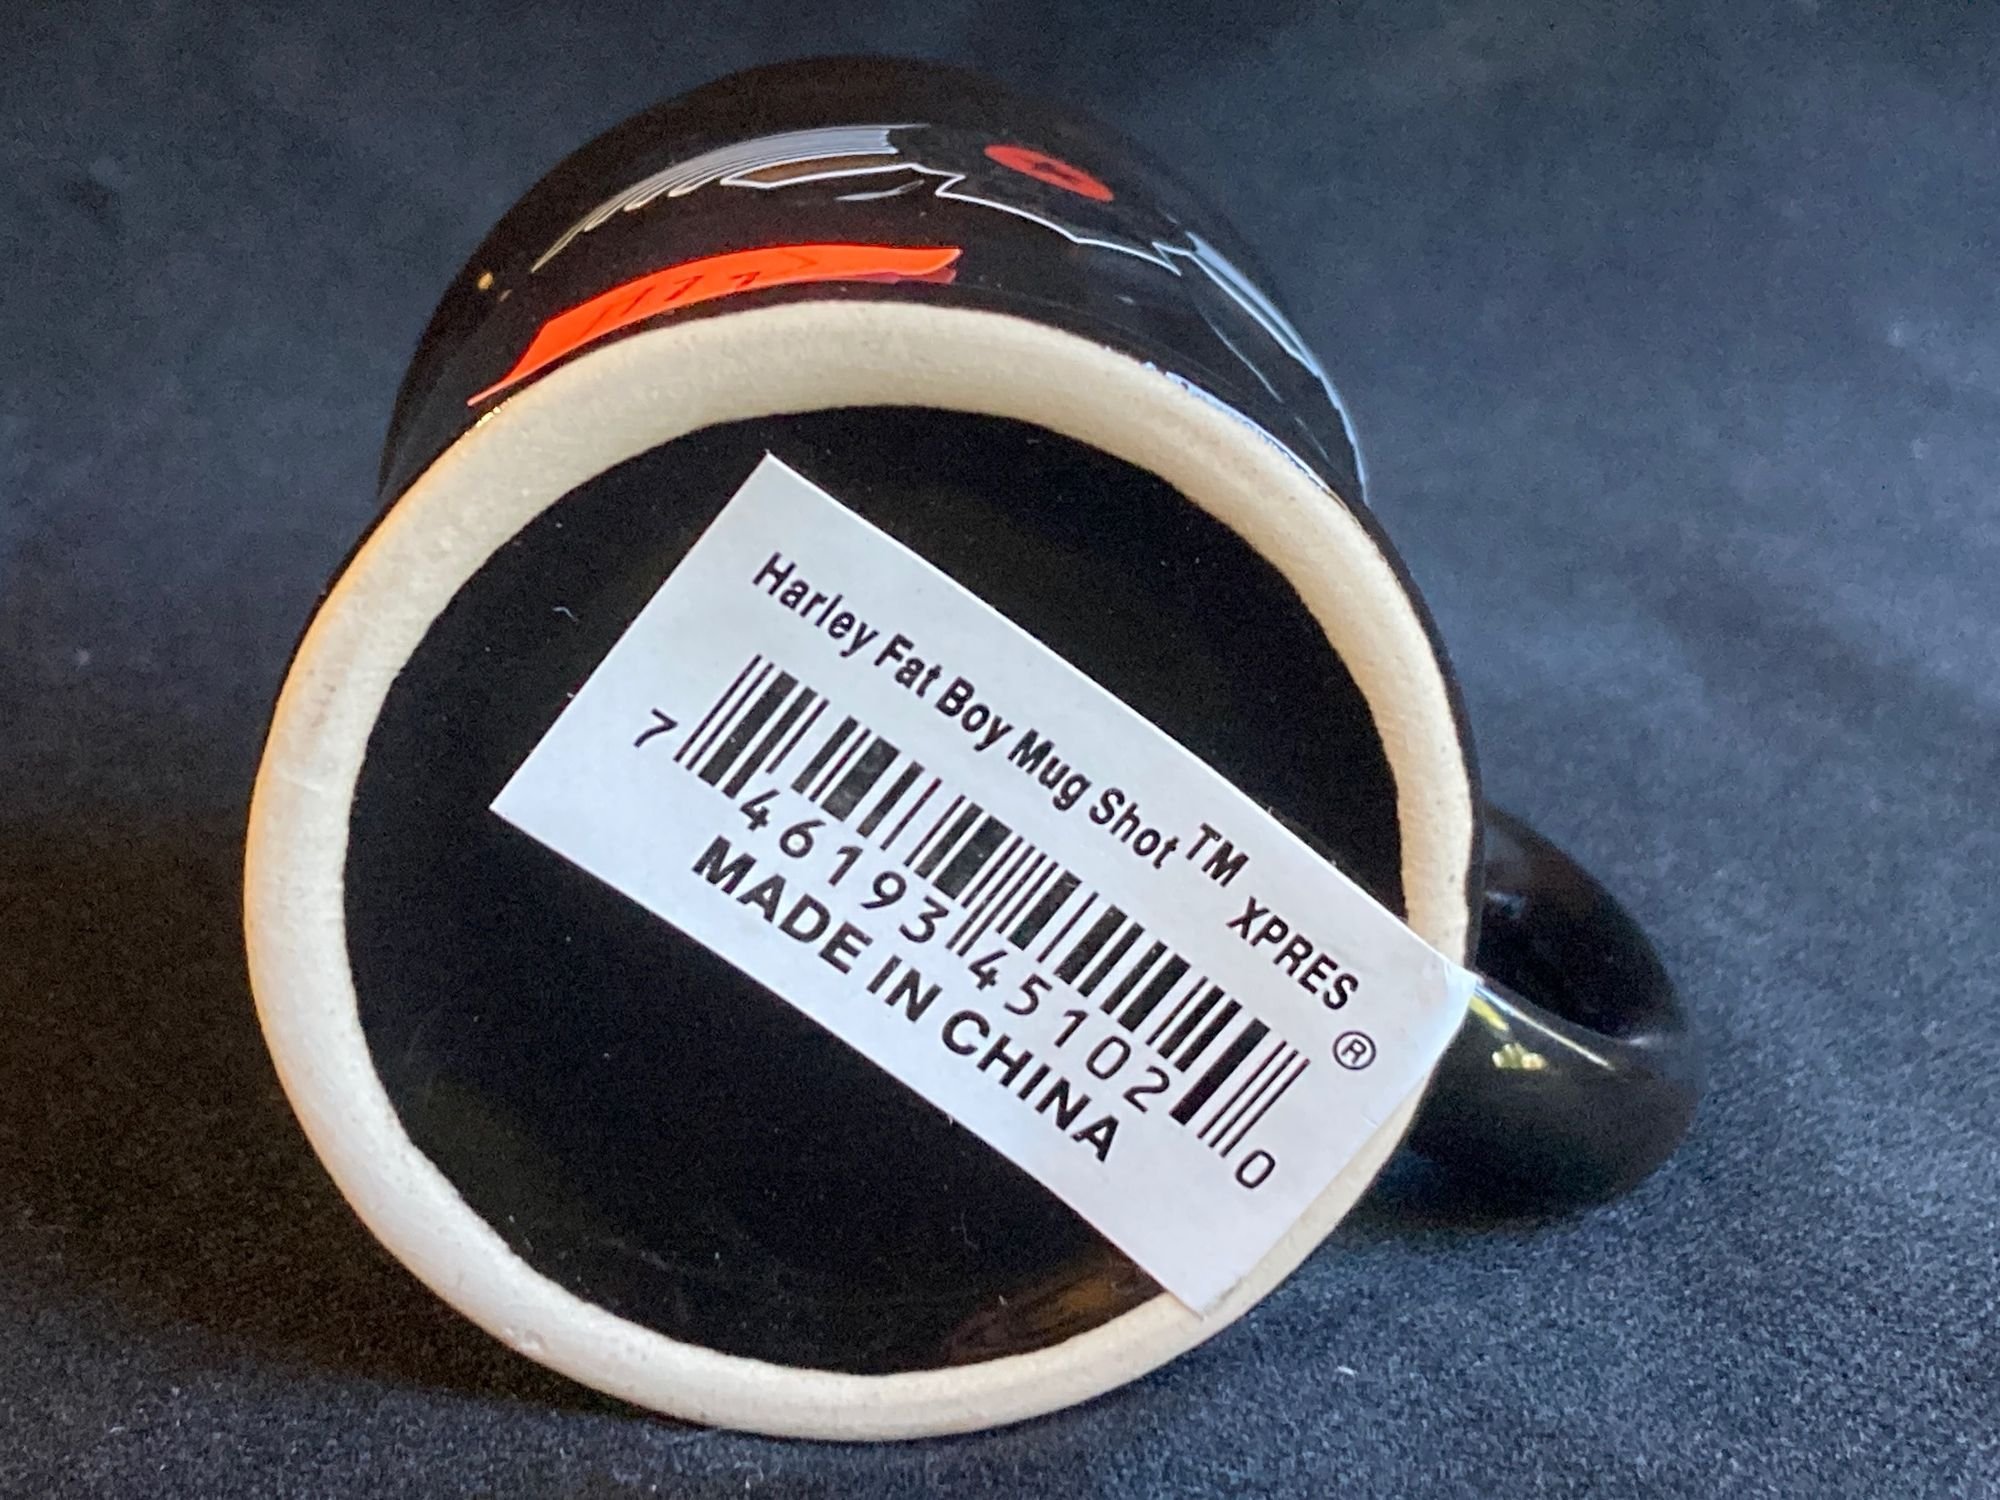 Harley Fat Boy Mug Shot™ XPRES®
7 46193 45102 0
MADE IN CHINA